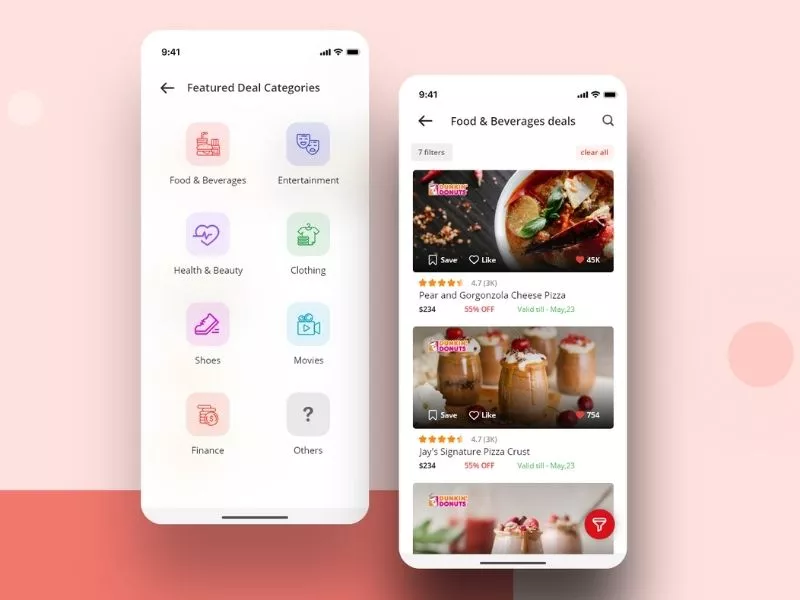 9:41
Featured Deal Categories
Food & Beverages
Entertainment
Health & Beauty
Clothing
Shoes
Movies
Finance
?
Others
9:41
Food & Beverages deals
7 filters
clear all
DUNKIN' DONUTS
Save
Like
45K
4.7 (3K)
Pear and Gorgonzola Cheese Pizza
$234
55% OFF
Valid till - May,23
DUNKIN' DONUTS
Save
Like
754
4.7 (3K)
Jay's Signature Pizza Crust
$234
55% OFF
Valid till - May,23
DUNKIN' DONUTS